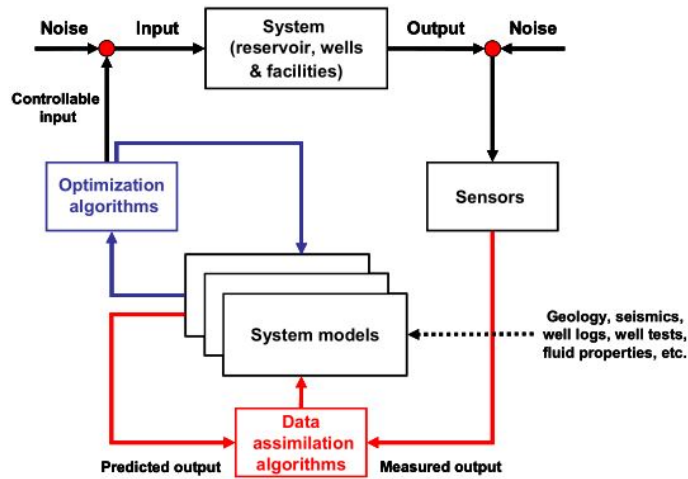 Noise
Input
System
(reservoir, wells
& facilities)
Output
Noise
Controllable
input
Optimization
algorithms
Sensors
System models
Geology, seismics,
well logs, well tests,
fluid properties, etc.
Data
assimilation
algorithms
Predicted output
Measured output